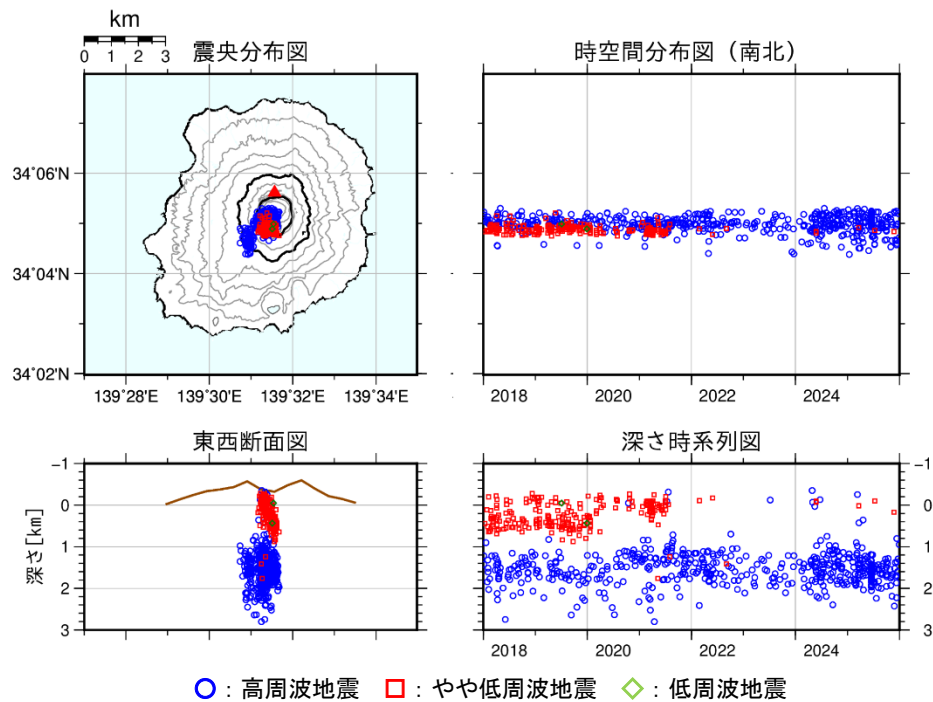 km
0 1 2 3
震央分布図
34°06'N
34°04'N
34°02'N
139°28'E 139°30'E 139°32'E 139°34'E
時空間分布図（南北）
2018 2020 2022 2024
東西断面図
深さ[km]
-1
0
1
2
3
深さ時系列図
-1
0
1
2
3
2018 2020 2022 2024
：高周波地震 ：やや低周波地震 ：低周波地震